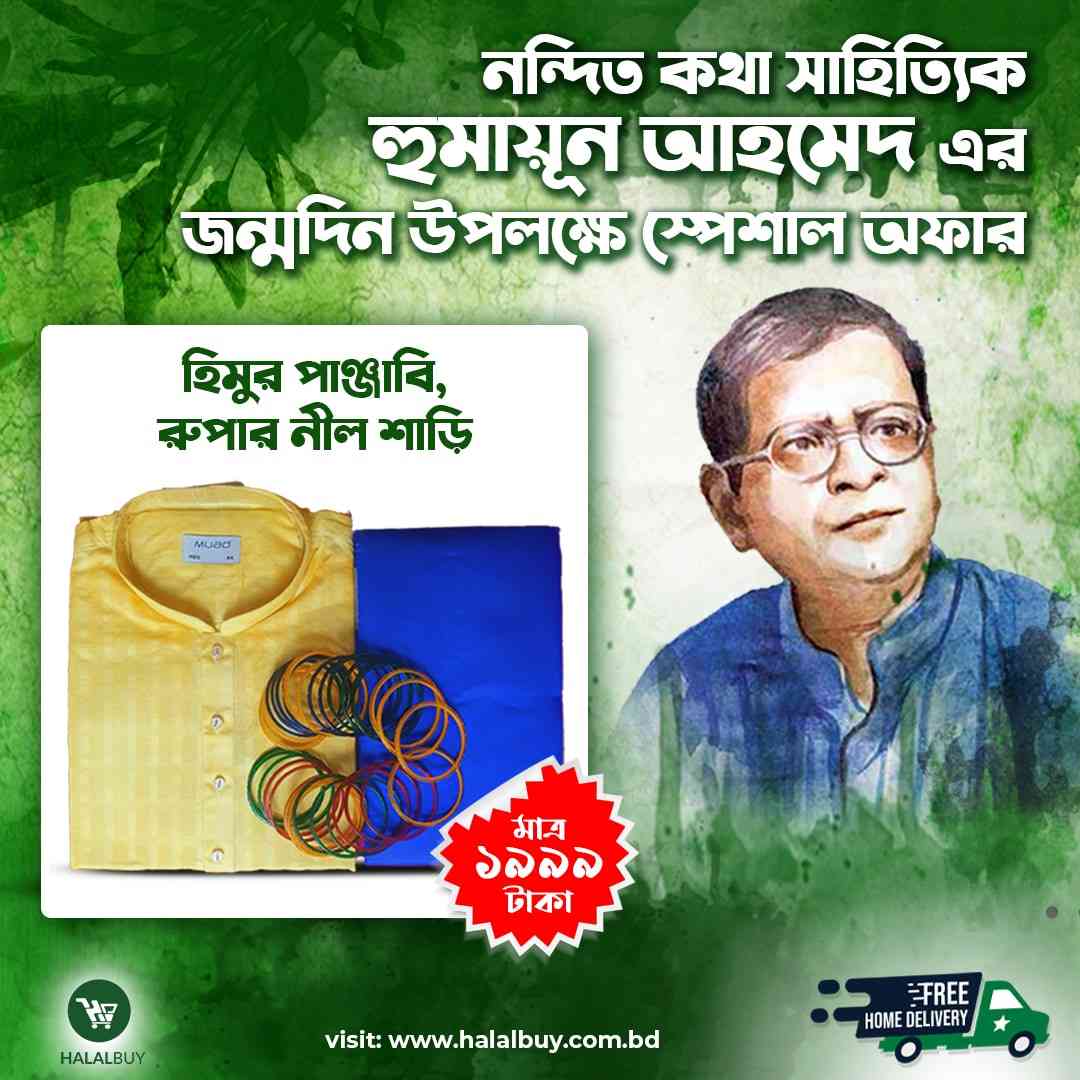 নন্দিত কথা সাহিত্যিক
হুমায়ূন আহমেদ এর
জন্মদিন উপলক্ষে স্পেশাল অফার
হিমুর পাঞ্জাবি,
রুপার নীল শাড়ি
MUaD
মাত্র
১৯৯৯
টাকা
HALALBUY
visit: www.halalbuy.com.bd
FREE
HOME DELIVERY